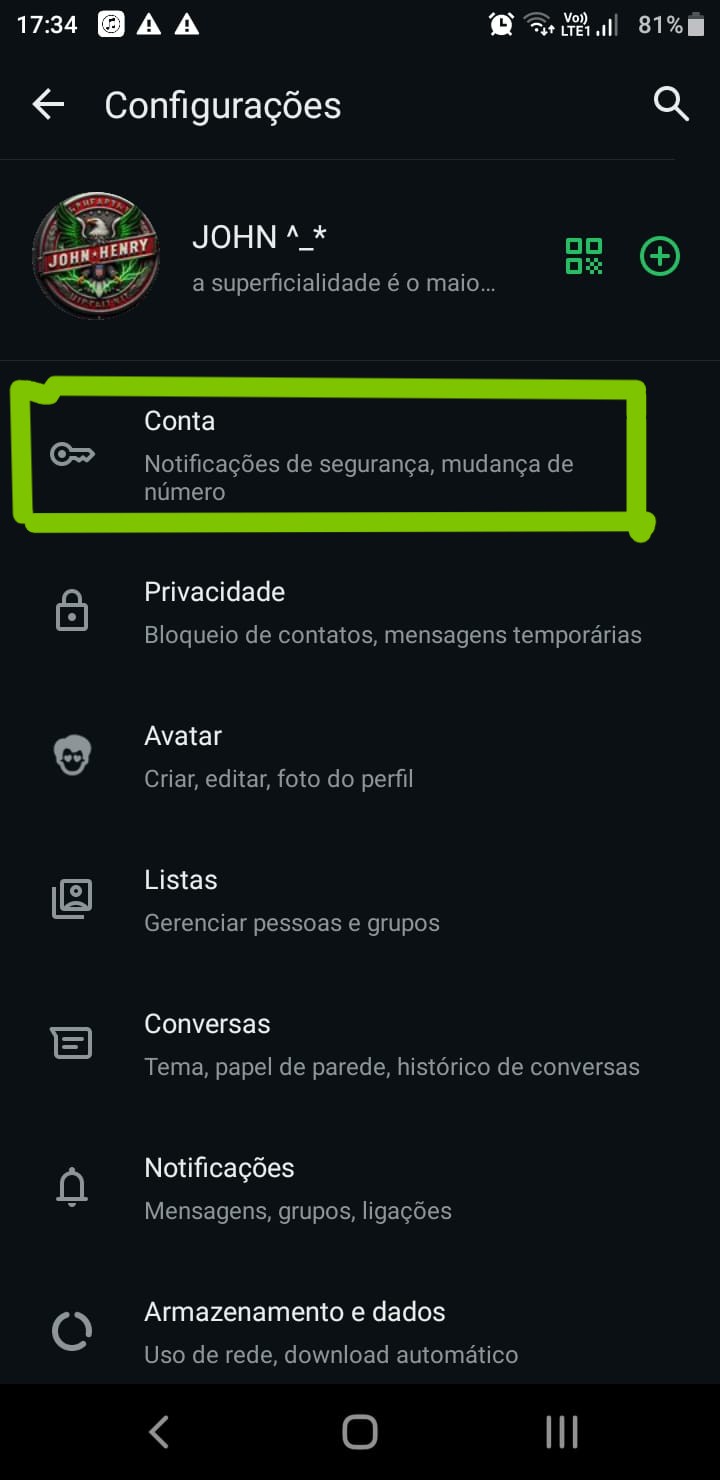 17:34 Vo)) LTE1 81%
Configurações
JOHN ^_*
JOHN HENRY
a superficialidade é o maio...
Conta
Notificações de segurança, mudança de
número
Privacidade
Bloqueio de contatos, mensagens temporárias
Avatar
Criar, editar, foto do perfil
Listas
Gerenciar pessoas e grupos
Conversas
Tema, papel de parede, histórico de conversas
Notificações
Mensagens, grupos, ligações
Armazenamento e dados
Uso de rede, download automático